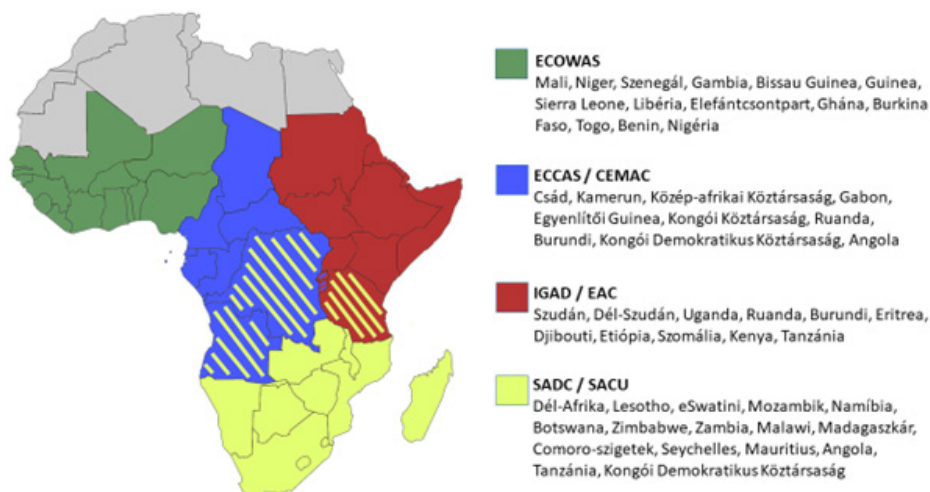 ECOWAS
Mali, Niger, Szenegál, Gambia, Bissau Guinea, Guinea,
Sierra Leone, Libéria, Elefántcsontpart, Ghána, Burkina
Faso, Togo, Benin, Nigéria
ECCAS / CEMAC
Csád, Kamerun, Közép-afrikai Köztársaság, Gabon,
Egyenlítői Guinea, Kongói Köztársaság, Ruanda,
Burundi, Kongói Demokratikus Köztársaság, Angola
IGAD / EAC
Szudán, Dél-Szudán, Uganda, Ruanda, Burundi, Eritrea,
Djibouti, Etiópia, Szomália, Kenya, Tanzánia
SADC / SACU
Dél-Afrika, Lesotho, eSwatini, Mozambik, Namíbia,
Botswana, Zimbabwe, Zambia, Malawi, Madagaszkár,
Comoro-szigetek, Seychelles, Mauritius, Angola,
Tanzánia, Kongói Demokratikus Köztársaság